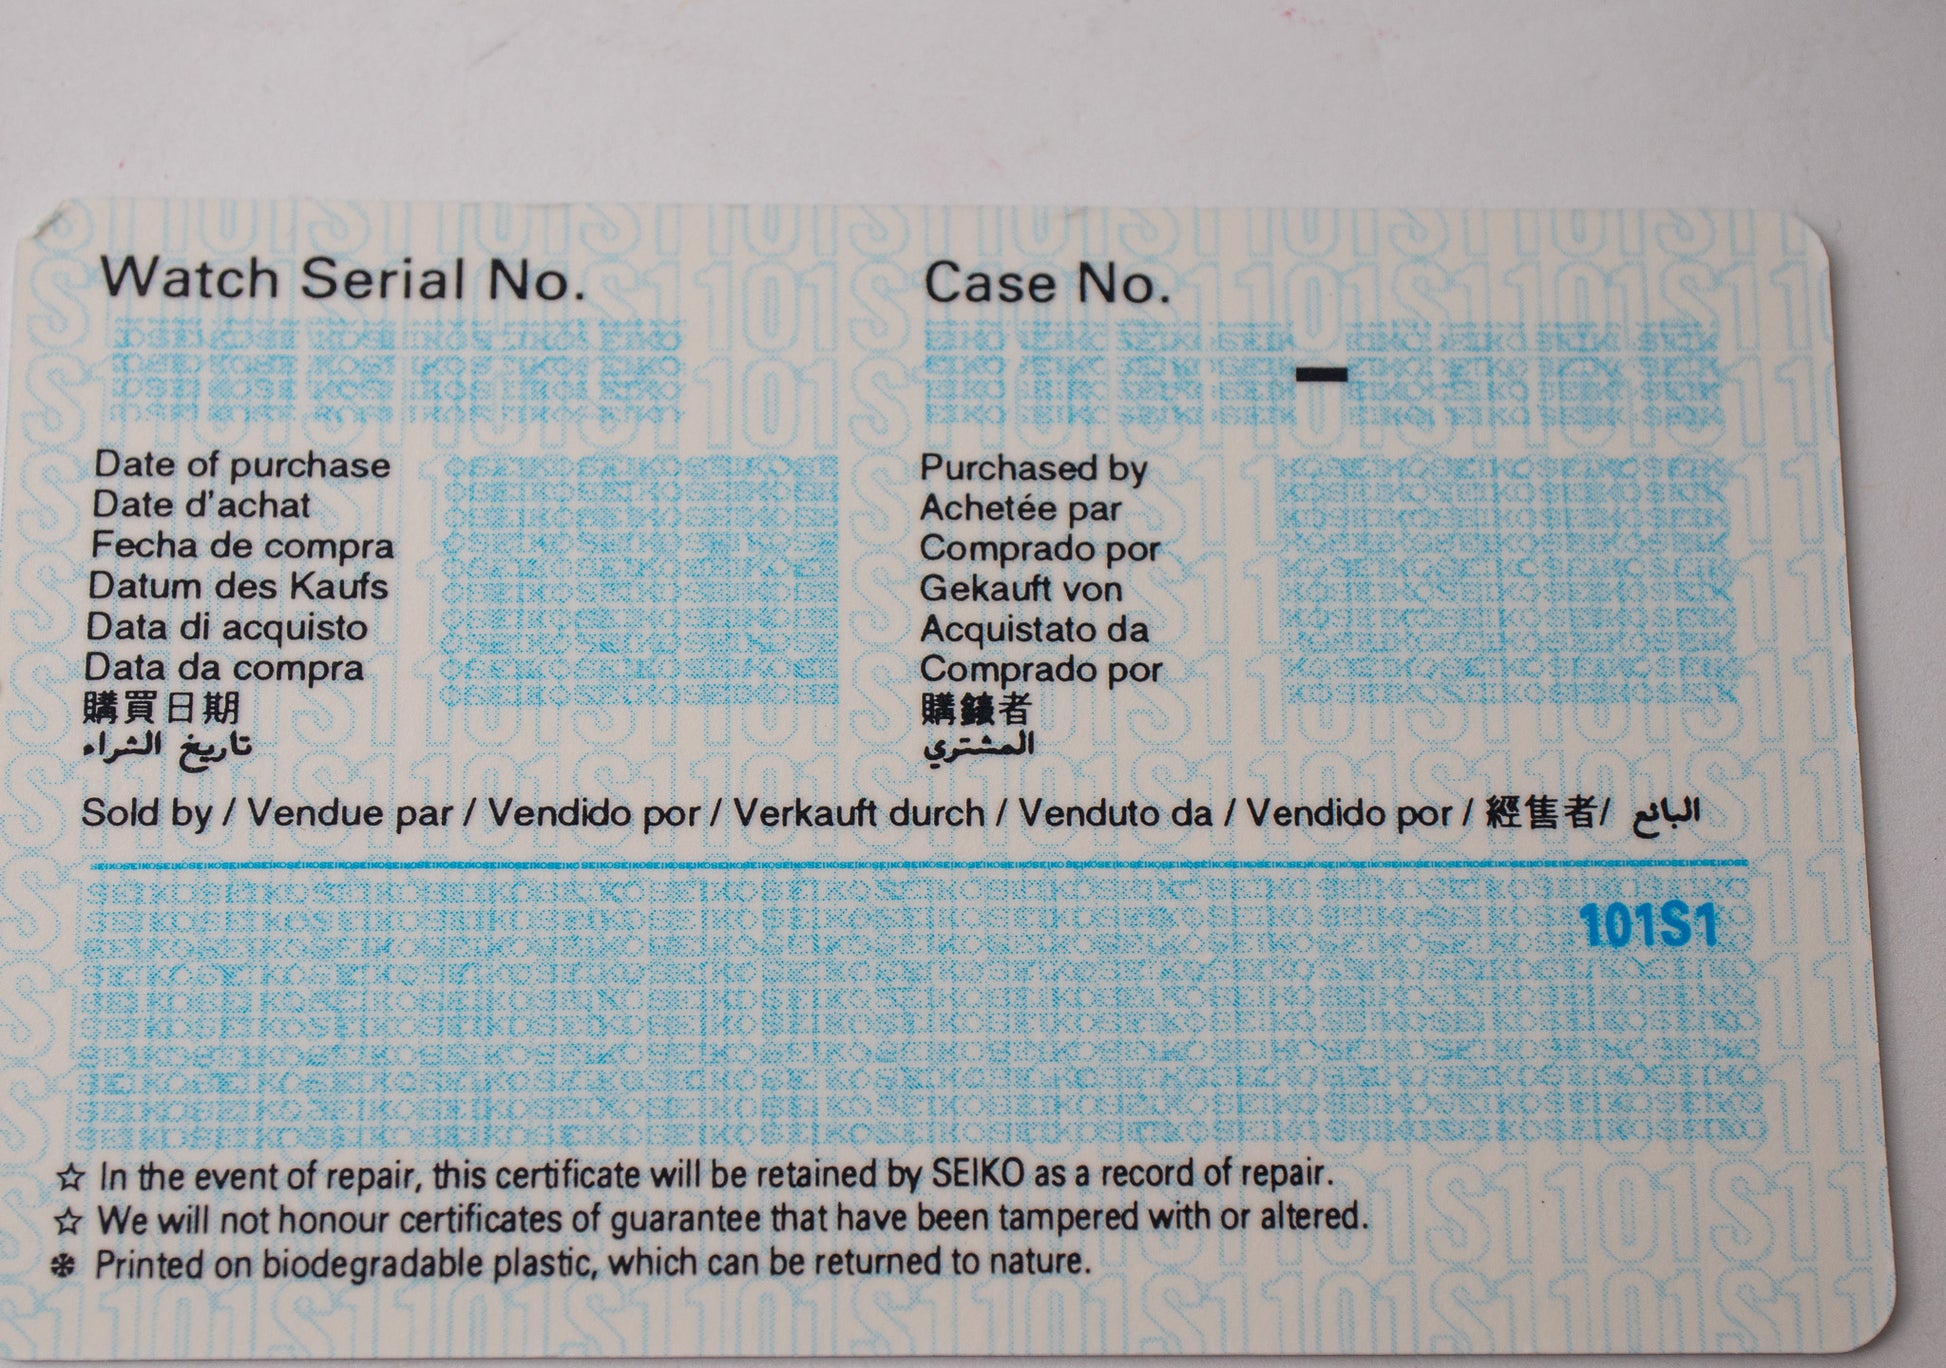 Watch Serial No.
Case No.
–
Date of purchase
Date d'achat
Fecha de compra
Datum des Kaufs
Data di acquisto
Data da compra
購買日期
تاريخ الشراء
Purchased by
Achetée par
Comprado por
Gekauft von
Acquistato da
Comprado por
購 者
المشتري
Sold by / Vendue par / Vendido por / Verkauft durch / Venduto da / Vendido por / 經售者/ البائع
101S1
☆ In the event of repair, this certificate will be retained by SEIKO as a record of repair.
☆ We will not honour certificates of guarantee that have been tampered with or altered.
❄ Printed on biodegradable plastic, which can be returned to nature.